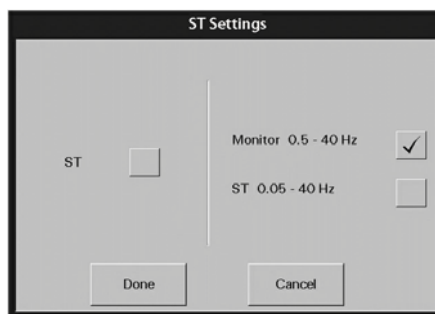 ST Settings
ST
Monitor 0.5 - 40 Hz
ST 0.05 - 40 Hz
Done
Cancel